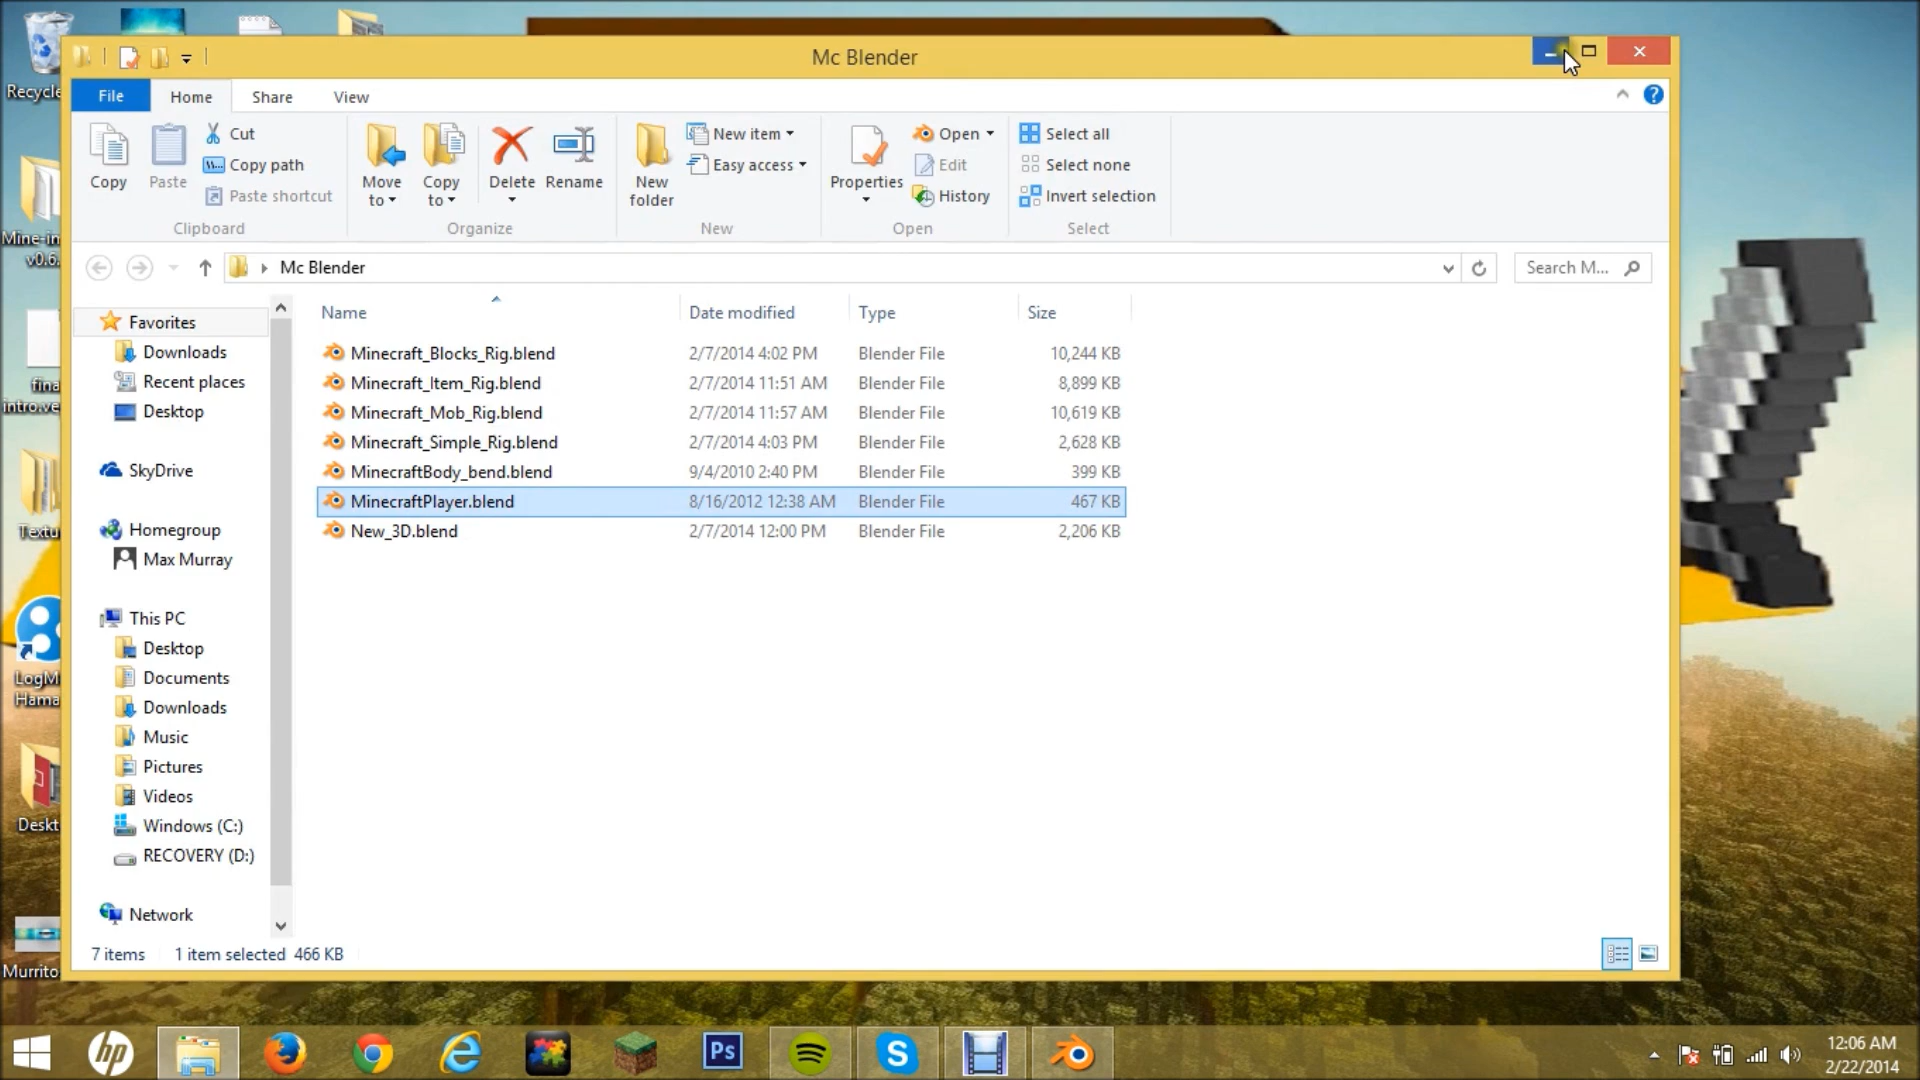 Mc Blender
File Home Share View
Copy
Paste
Cut
Copy path
Paste shortcut
Clipboard
Move to
Copy to
Delete
Rename
Organize
New folder
New item
Easy access
New
Properties
Open
Edit
History
Open
Select all
Select none
Invert selection
Select
Mc Blender
Search M...
Name Date modified Type Size
Minecraft_Blocks_Rig.blend 2/7/2014 4:02 PM Blender File 10,244 KB
Minecraft_Item_Rig.blend 2/7/2014 11:51 AM Blender File 8,899 KB
Minecraft_Mob_Rig.blend 2/7/2014 11:57 AM Blender File 10,619 KB
Minecraft_Simple_Rig.blend 2/7/2014 4:03 PM Blender File 2,628 KB
MinecraftBody_bend.blend 9/4/2010 2:40 PM Blender File 399 KB
MinecraftPlayer.blend 8/16/2012 12:38 AM Blender File 467 KB
New_3D.blend 2/7/2014 12:00 PM Blender File 2,206 KB
Favorites
Downloads
Recent places
Desktop
SkyDrive
Homegroup
Max Murray
This PC
Desktop
Documents
Downloads
Music
Pictures
Videos
Windows (C:)
RECOVERY (D:)
Network
7 items 1 item selected 466 KB
Recycle
Mine-in
v0.6.
fina
intro.ve
Textu
LogM
Hama
Deskt
Murrito
hp
Ps
S
12:06 AM
2/22/2014